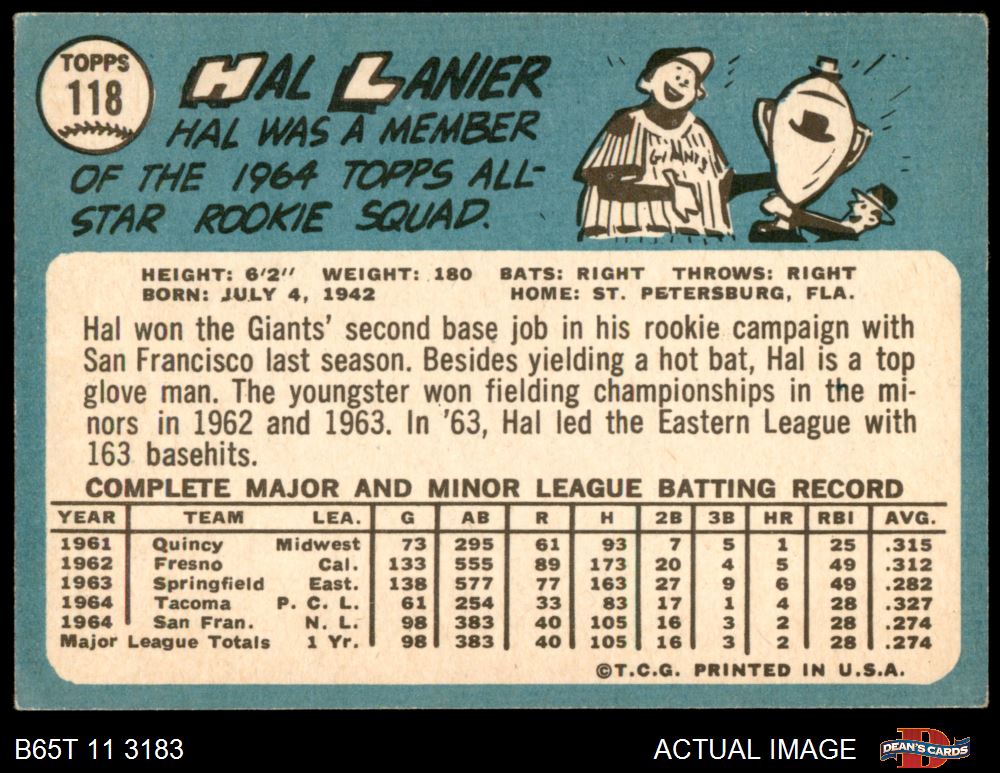 TOPPS
118
HAL LANIER
HAL WAS A MEMBER
OF THE 1964 TOPPS ALL-
STAR ROOKIE SQUAD.
GIANTS
HEIGHT: 6'2" WEIGHT: 180 BATS: RIGHT THROWS: RIGHT
BORN: JULY 4, 1942 HOME: ST. PETERSBURG, FLA.
Hal won the Giants' second base job in his rookie campaign with
San Francisco last season. Besides yielding a hot bat, Hal is a top
glove man. The youngster won fielding championships in the mi-
nors in 1962 and 1963. In '63, Hal led the Eastern League with
163 basehits.
COMPLETE MAJOR AND MINOR LEAGUE BATTING RECORD
YEAR TEAM LEA. G AB R H 2B 3B HR RBI AVG.
1961 Quincy Midwest 73 295 61 93 7 5 1 25 .315
1962 Fresno Cal. 133 555 89 173 20 4 5 49 .312
1963 Springfield East. 138 577 77 163 27 9 6 49 .282
1964 Tacoma P. C. L. 61 254 33 83 17 1 4 28 .327
1964 San Fran. N. L. 98 383 40 105 16 3 2 28 .274
Major League Totals 1 Yr. 98 383 40 105 16 3 2 28 .274
©T.C.G. PRINTED IN U.S.A.
B65T 11 3183 ACTUAL IMAGE DEAN'S CARDS